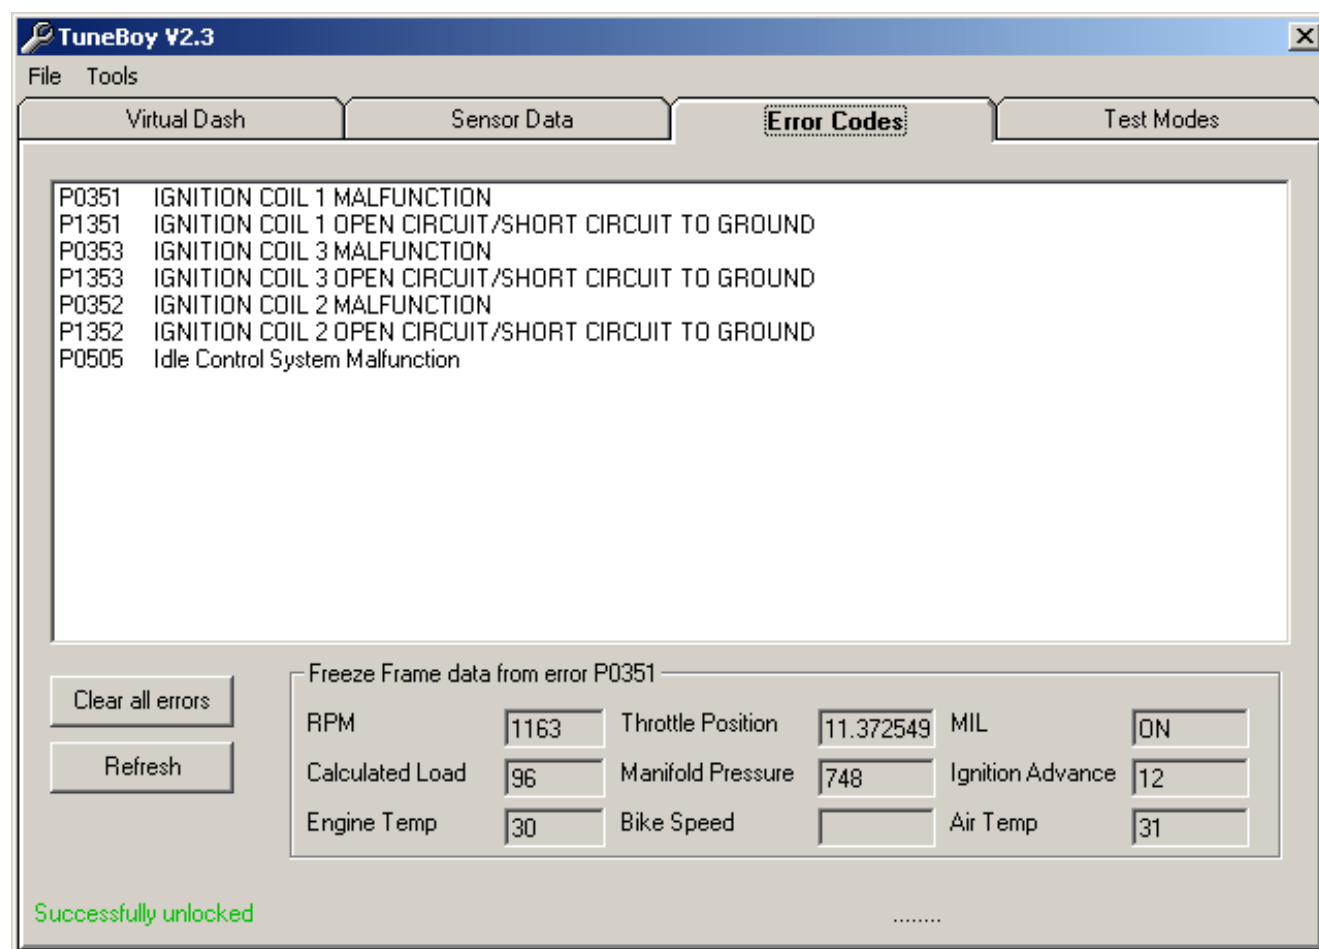 TuneBoy V2.3
File Tools
Virtual Dash Sensor Data Error Codes Test Modes
P0351 IGNITION COIL 1 MALFUNCTION
P1351 IGNITION COIL 1 OPEN CIRCUIT/SHORT CIRCUIT TO GROUND
P0353 IGNITION COIL 3 MALFUNCTION
P1353 IGNITION COIL 3 OPEN CIRCUIT/SHORT CIRCUIT TO GROUND
P0352 IGNITION COIL 2 MALFUNCTION
P1352 IGNITION COIL 2 OPEN CIRCUIT/SHORT CIRCUIT TO GROUND
P0505 Idle Control System Malfunction
Clear all errors
Refresh
Freeze Frame data from error P0351
RPM 1163 Throttle Position 11.372549 MIL ON
Calculated Load 96 Manifold Pressure 748 Ignition Advance 12
Engine Temp 30 Bike Speed Air Temp 31
Successfully unlocked ........